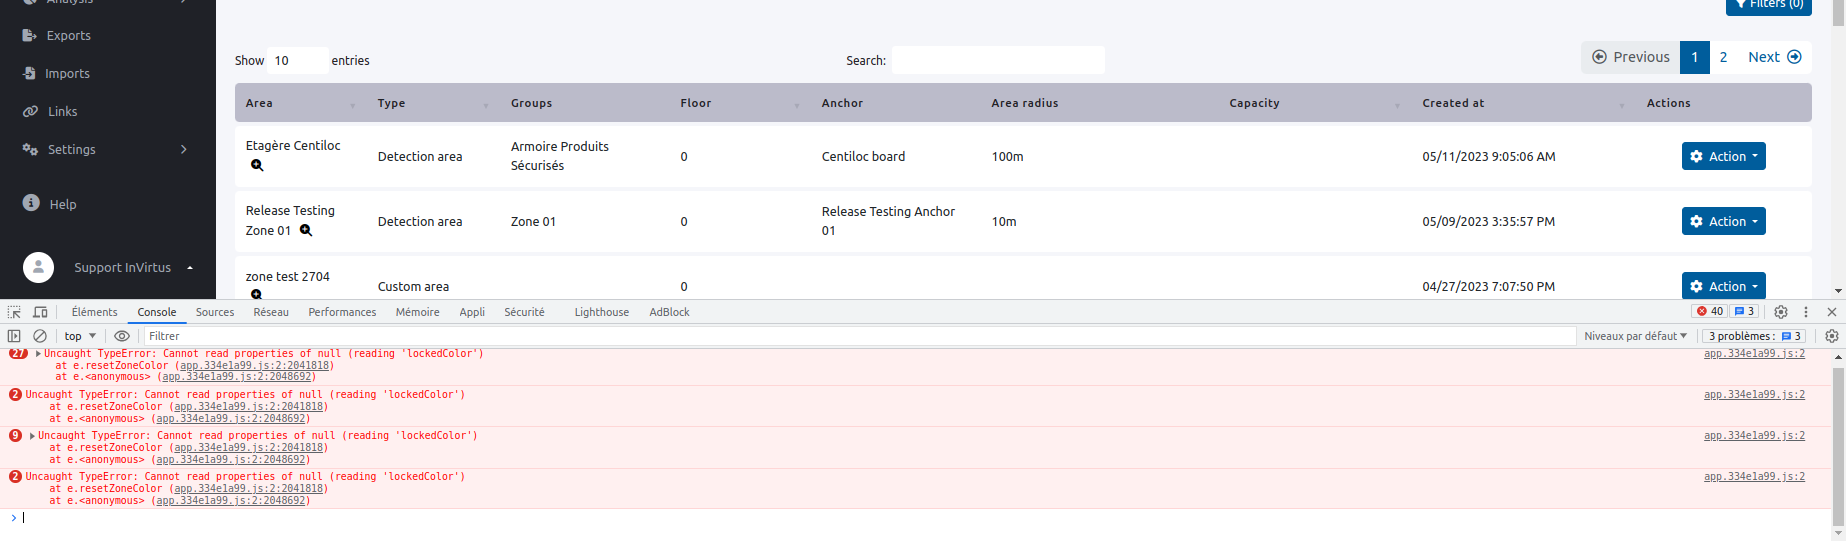 Analysis
Filters (0)
Exports
Imports
Links
Settings
Help
Support InVirtus
Show 10 entries
Search:
Previous 1 2 Next
Area Type Groups Floor Anchor Area radius Capacity Created at Actions
Etagère Centiloc Detection area Armoire Produits Sécurisés 0 Centiloc board 100m 05/11/2023 9:05:06 AM Action
Release Testing Zone 01 Detection area Zone 01 0 Release Testing Anchor 01 10m 05/09/2023 3:35:57 PM Action
zone test 2704 Custom area 0 04/27/2023 7:07:50 PM Action
Éléments Console Sources Réseau Performances Mémoire Appli Sécurité Lighthouse AdBlock 40 3
top Filtrer Niveaux par défaut 3 problèmes : 3
27 Uncaught TypeError: Cannot read properties of null (reading 'lockedColor') app.334e1a99.js:2
at e.resetZoneColor (app.334e1a99.js:2:2041818)
at e.<anonymous> (app.334e1a99.js:2:2048692)
2 Uncaught TypeError: Cannot read properties of null (reading 'lockedColor') app.334e1a99.js:2
at e.resetZoneColor (app.334e1a99.js:2:2041818)
at e.<anonymous> (app.334e1a99.js:2:2048692)
9 Uncaught TypeError: Cannot read properties of null (reading 'lockedColor') app.334e1a99.js:2
at e.resetZoneColor (app.334e1a99.js:2:2041818)
at e.<anonymous> (app.334e1a99.js:2:2048692)
2 Uncaught TypeError: Cannot read properties of null (reading 'lockedColor') app.334e1a99.js:2
at e.resetZoneColor (app.334e1a99.js:2:2041818)
at e.<anonymous> (app.334e1a99.js:2:2048692)